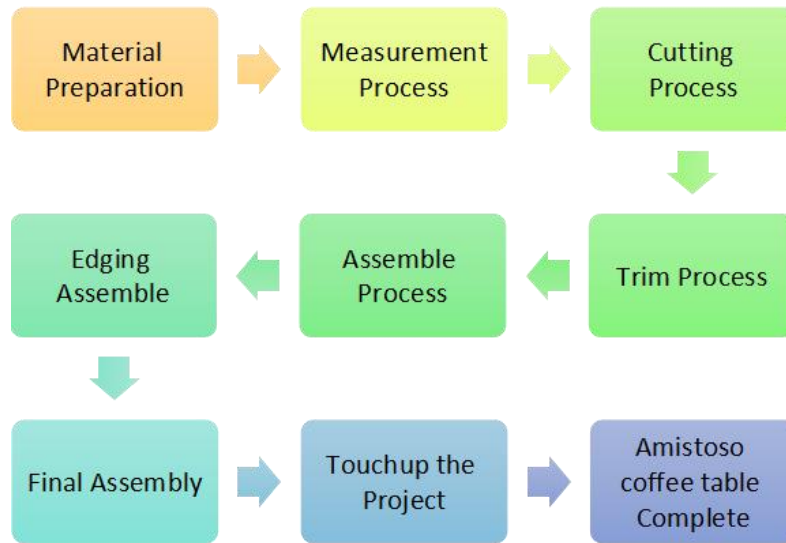 Material
Preparation
Measurement
Process
Cutting
Process
Trim Process
Assemble
Process
Edging
Assemble
Final Assembly
Touchup the
Project
Amistoso
coffee table
Complete